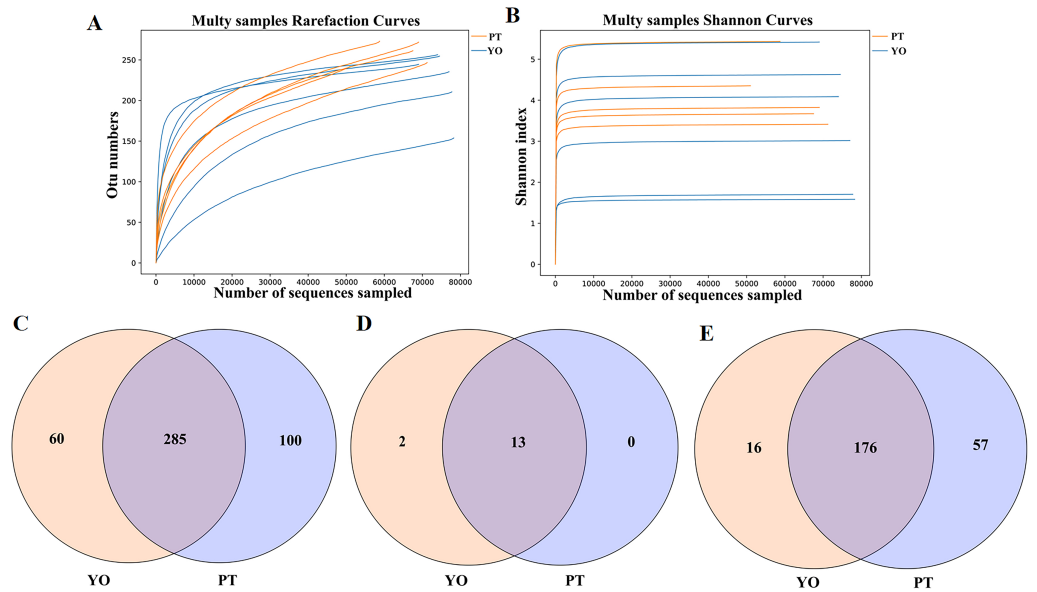 A
Multy samples Rarefaction Curves
PT
YO
Otu numbers
250
200
150
100
50
0
0 10000 20000 30000 40000 50000 60000 70000 80000
Number of sequences sampled
B
Multy samples Shannon Curves
PT
YO
Shannon index
5
4
3
2
1
0
0 10000 20000 30000 40000 50000 60000 70000 80000
Number of sequences sampled
C
60
285
100
YO
PT
D
2
13
0
YO
PT
E
16
176
57
YO
PT